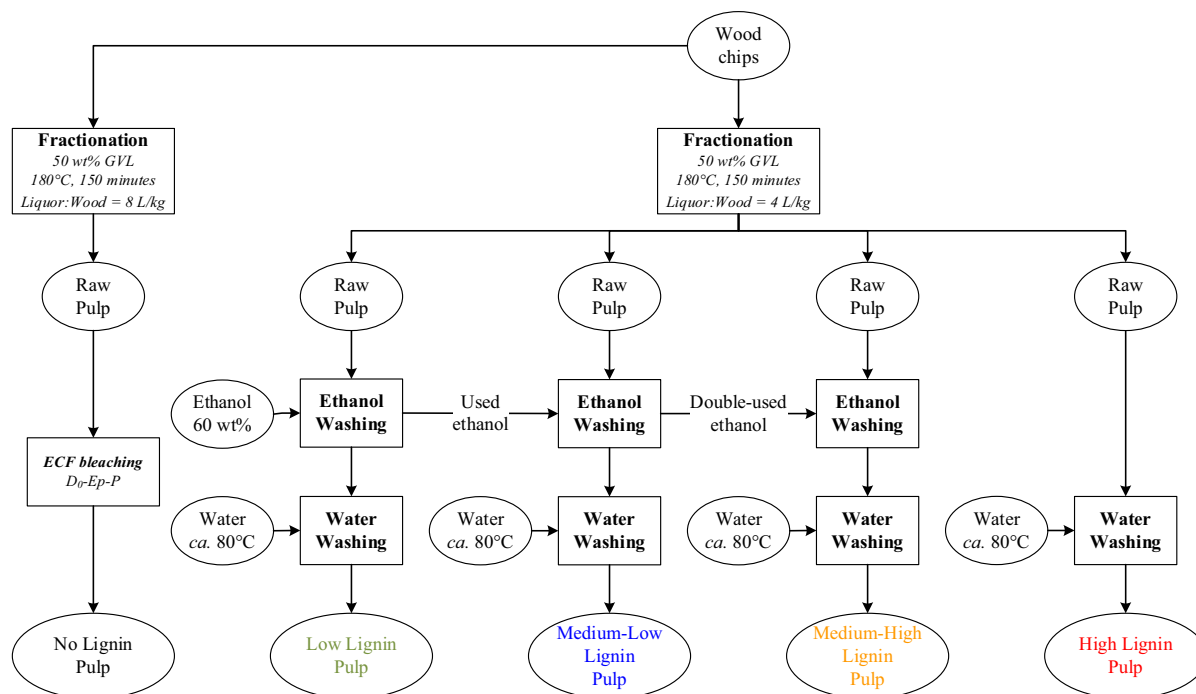 Wood
chips
Fractionation
50 wt% GVL
180°C, 150 minutes
Liquor:Wood = 8 L/kg
Fractionation
50 wt% GVL
180°C, 150 minutes
Liquor:Wood = 4 L/kg
Raw
Pulp
Raw
Pulp
Raw
Pulp
Raw
Pulp
Raw
Pulp
Ethanol
60 wt%
Ethanol
Washing
Used
ethanol
Ethanol
Washing
Double-used
ethanol
Ethanol
Washing
ECF bleaching
D₀-Ep-P
Water
ca. 80°C
Water
Washing
Water
ca. 80°C
Water
Washing
Water
ca. 80°C
Water
Washing
Water
ca. 80°C
Water
Washing
No Lignin
Pulp
Low Lignin
Pulp
Medium-Low
Lignin
Pulp
Medium-High
Lignin
Pulp
High Lignin
Pulp